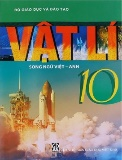 BỘ GIÁO DỤC VÀ ĐÀO TẠO
VẬT LÍ
SONG NGỮ VIỆT - ANH
10